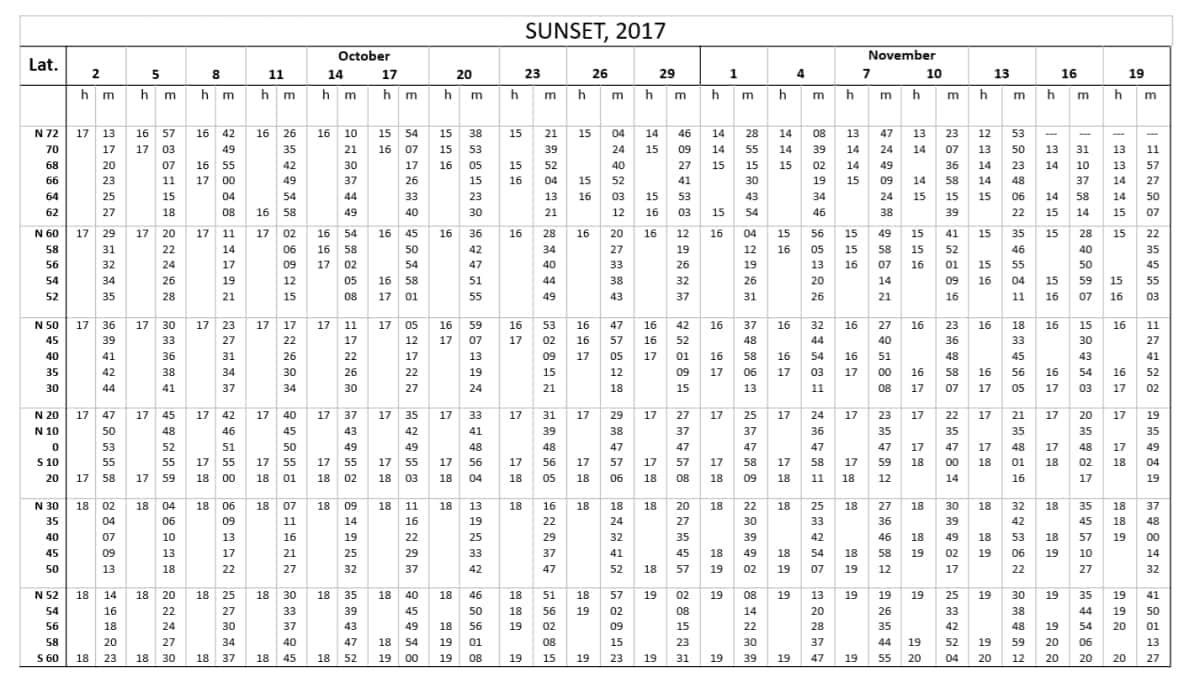 SUNSET, 2017
Lat. October November
2 5 8 11 14 17 20 23 26 29 1 4 7 10 13 16 19
h m h m h m h m h m h m h m h m h m h m h m h m h m h m h m h m h m
N 72 17 13 16 57 16 42 16 26 16 10 15 54 15 38 15 21 15 04 14 46 14 28 14 08 13 47 13 23 12 53 --- --- --- ---
70 17 17 03 49 35 21 16 07 15 53 39 24 15 09 14 55 14 39 14 24 14 07 13 50 13 31 13 11
68 20 07 16 55 42 30 17 16 05 15 52 40 27 15 15 15 02 14 49 13 36 14 23 14 10 13 57
66 23 11 17 00 49 37 26 15 16 04 15 52 41 30 19 15 09 14 58 14 48 37 14 27
64 25 15 04 54 44 33 23 13 16 03 15 53 43 34 24 15 15 15 06 14 58 14 50
62 27 18 08 16 58 49 40 30 21 12 16 03 15 54 46 38 39 22 15 14 15 07
N 60 17 29 17 20 17 11 17 02 16 54 16 45 16 36 16 28 16 20 16 12 16 04 15 56 15 49 15 41 15 35 15 28 15 22
58 31 22 14 06 16 58 50 42 34 27 19 12 16 05 15 58 15 52 46 40 35
56 32 24 17 09 17 02 54 47 40 33 26 19 13 16 07 16 01 15 55 50 45
54 34 26 19 12 05 16 58 51 44 38 32 26 20 14 09 16 04 15 59 15 55
52 35 28 21 15 08 17 01 55 49 43 37 31 26 21 16 11 16 07 16 03
N 50 17 36 17 30 17 23 17 17 17 11 17 05 16 59 16 53 16 47 16 42 16 37 16 32 16 27 16 23 16 18 16 15 16 11
45 39 33 27 22 17 12 17 07 17 02 16 57 16 52 48 44 40 36 33 30 27
40 41 36 31 26 22 17 13 09 17 05 17 01 16 58 16 54 16 51 48 45 43 41
35 42 38 34 30 26 22 19 15 12 09 17 06 17 03 17 00 16 58 16 56 16 54 16 52
30 44 41 37 34 30 27 24 21 18 15 13 11 08 17 07 17 05 17 03 17 02
N 20 17 47 17 45 17 42 17 40 17 37 17 35 17 33 17 31 17 29 17 27 17 25 17 24 17 23 17 22 17 21 17 20 17 19
N 10 50 48 46 45 43 42 41 39 38 37 37 36 35 35 35 35 35
0 53 52 51 50 49 49 48 48 47 47 47 47 47 17 47 17 48 17 48 17 49
S 10 55 55 17 55 17 55 17 55 17 55 17 56 17 56 17 57 17 57 17 58 17 58 17 59 18 00 18 01 18 02 18 04
20 17 58 17 59 18 00 18 01 18 02 18 03 18 04 18 05 18 06 18 08 18 09 18 11 18 12 14 16 17 19
N 30 18 02 18 04 18 06 18 07 18 09 18 11 18 13 18 16 18 18 18 20 18 22 18 25 18 27 18 30 18 32 18 35 18 37
35 04 06 09 11 14 16 19 22 24 27 30 33 36 39 42 45 18 48
40 07 10 13 16 19 22 25 29 32 35 39 42 46 18 49 18 53 18 57 19 00
45 09 13 17 21 25 29 33 37 41 45 18 49 18 54 18 58 19 02 19 06 19 10 14
50 13 18 22 27 32 37 42 47 52 18 57 19 02 19 07 19 12 17 22 27 32
N 52 18 14 18 20 18 25 18 30 18 35 18 40 18 46 18 51 18 57 19 02 19 08 19 13 19 19 19 25 19 30 19 35 19 41
54 16 22 27 33 39 45 50 18 56 19 02 08 14 20 26 33 38 44 19 50
56 18 24 30 37 43 49 18 56 19 02 09 15 22 28 35 42 48 19 54 20 01
58 20 27 34 40 47 18 54 19 01 08 15 23 30 37 44 19 52 19 59 20 06 13
S 60 18 23 18 30 18 37 18 45 18 52 19 00 19 08 19 15 19 23 19 31 19 39 19 47 19 55 20 04 20 12 20 20 20 27